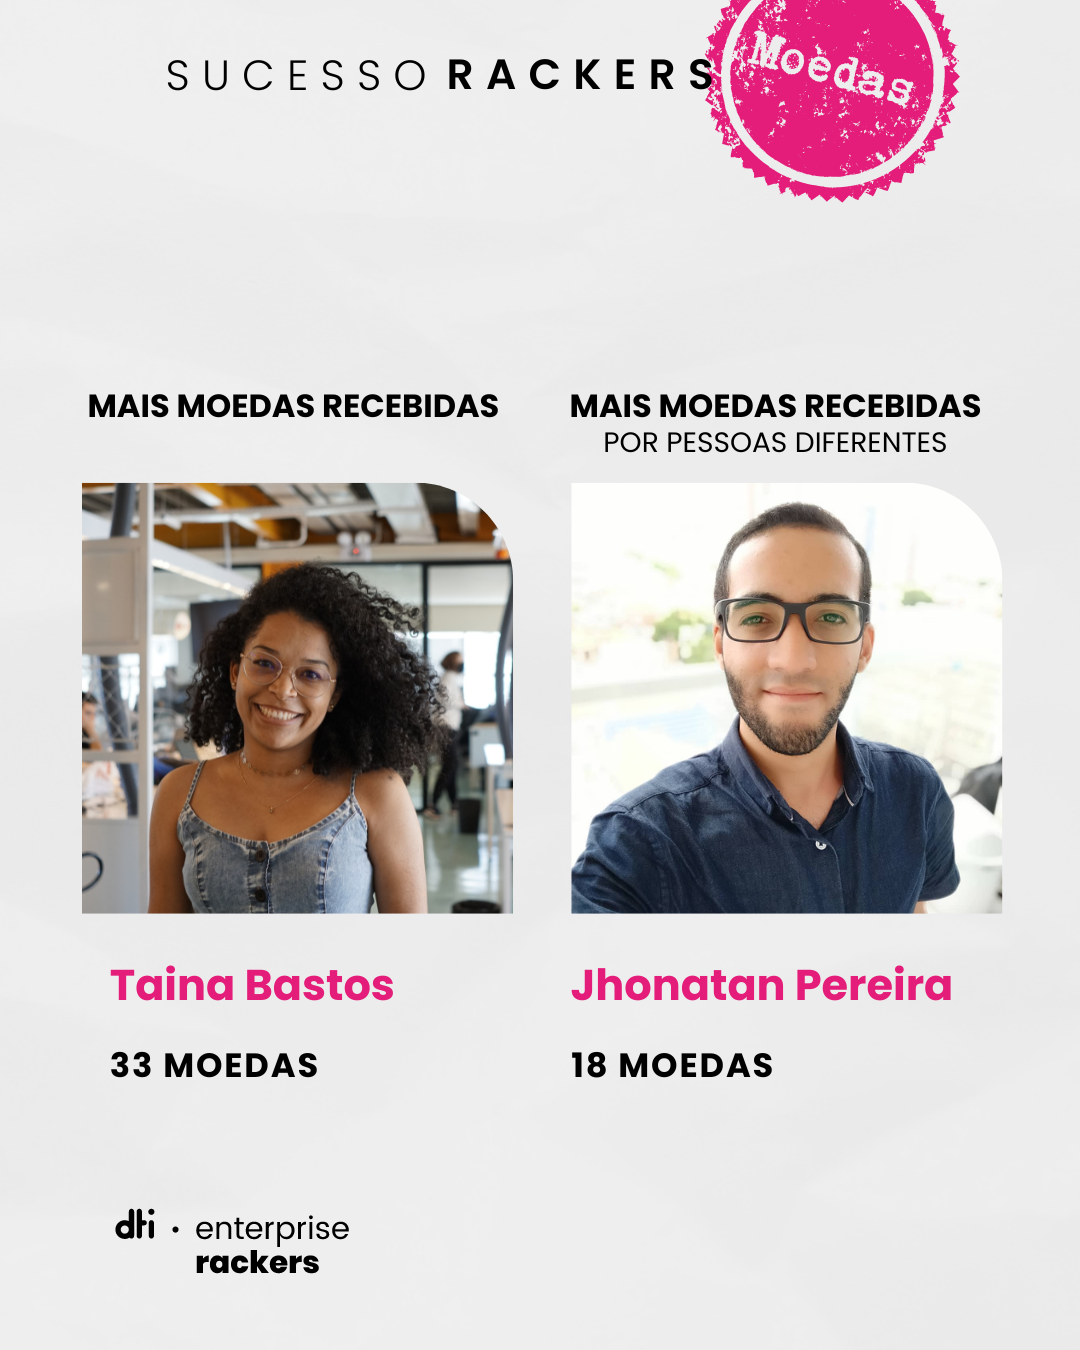 SUCESSO RACKERS
Moedas
MAIS MOEDAS RECEBIDAS
MAIS MOEDAS RECEBIDAS
POR PESSOAS DIFERENTES
Taina Bastos
Jhonatan Pereira
33 MOEDAS
18 MOEDAS
dti · enterprise
rackers